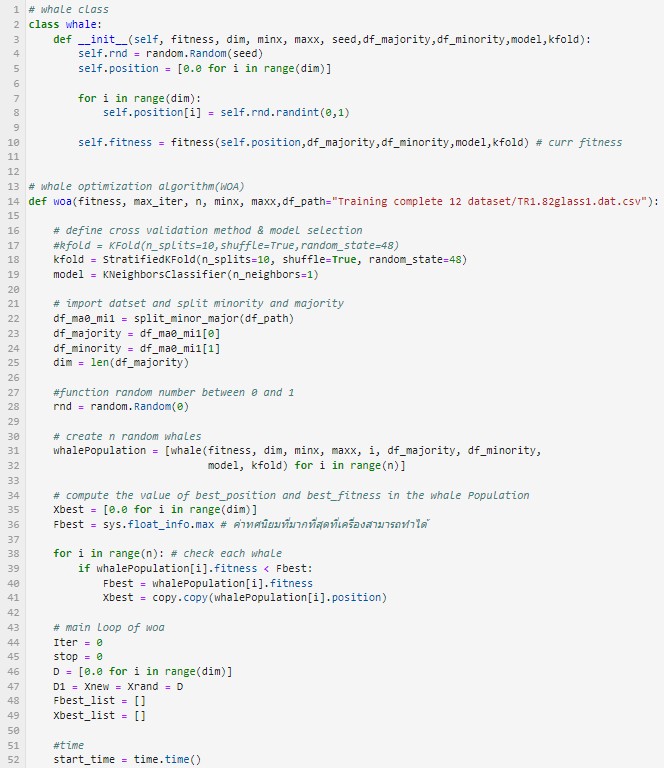 1 # whale class
2 class whale:
3     def __init__(self, fitness, dim, minx, maxx, seed,df_majority,df_minority,model,kfold):
4         self.rnd = random.Random(seed)
5         self.position = [0.0 for i in range(dim)]
6
7         for i in range(dim):
8             self.position[i] = self.rnd.randint(0,1)
9
10         self.fitness = fitness(self.position,df_majority,df_minority,model,kfold) # curr fitness
11
12
13 # whale optimization algorithm(WOA)
14 def woa(fitness, max_iter, n, minx, maxx,df_path="Training complete 12 dataset/TR1.82glass1.dat.csv"):
15
16     # define cross validation method & model selection
17     #kfold = KFold(n_splits=10,shuffle=True,random_state=48)
18     kfold = StratifiedKFold(n_splits=10, shuffle=True, random_state=48)
19     model = KNeighborsClassifier(n_neighbors=1)
20
21     # import datset and split minority and majority
22     df_ma0_mi1 = split_minor_major(df_path)
23     df_majority = df_ma0_mi1[0]
24     df_minority = df_ma0_mi1[1]
25     dim = len(df_majority)
26
27     #function random number between 0 and 1
28     rnd = random.Random(0)
29
30     # create n random whales
31     whalePopulation = [whale(fitness, dim, minx, maxx, i, df_majority, df_minority,
32                        model, kfold) for i in range(n)]
33
34     # compute the value of best_position and best_fitness in the whale Population
35     Xbest = [0.0 for i in range(dim)]
36     Fbest = sys.float_info.max # ค่าทศนิยมที่มากที่สุดที่เครื่องสามารถทำได้
37
38     for i in range(n): # check each whale
39         if whalePopulation[i].fitness < Fbest:
40             Fbest = whalePopulation[i].fitness
41             Xbest = copy.copy(whalePopulation[i].position)
42
43     # main loop of woa
44     Iter = 0
45     stop = 0
46     D = [0.0 for i in range(dim)]
47     D1 = Xnew = Xrand = D
48     Fbest_list = []
49     Xbest_list = []
50
51     #time
52     start_time = time.time()